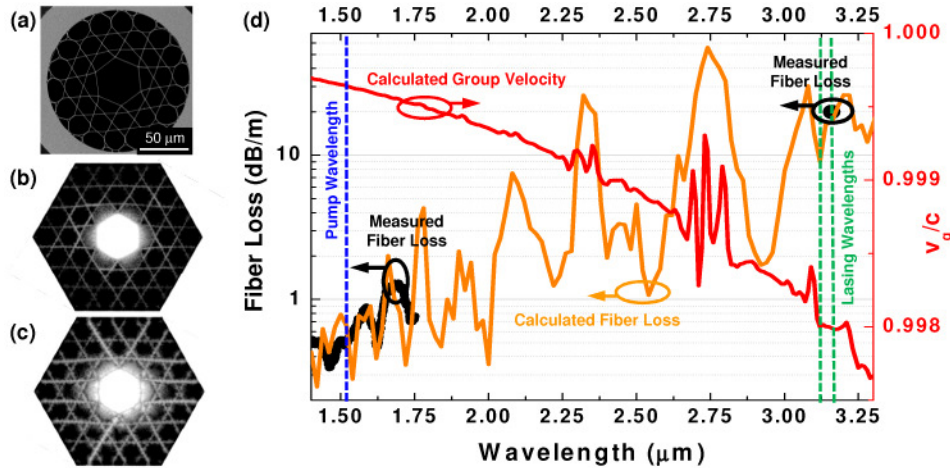 (a)
50 μm
(b)
(c)
(d)
1.50 1.75 2.00 2.25 2.50 2.75 3.00 3.25
1.000
Calculated Group Velocity
Measured
Fiber Loss
Pump Wavelength
Fiber Loss (dB/m)
10
1
Measured
Fiber Loss
0.999
0.998
v_g/c
Lasing Wavelengths
Calculated Fiber Loss
1.50 1.75 2.00 2.25 2.50 2.75 3.00 3.25
Wavelength (μm)